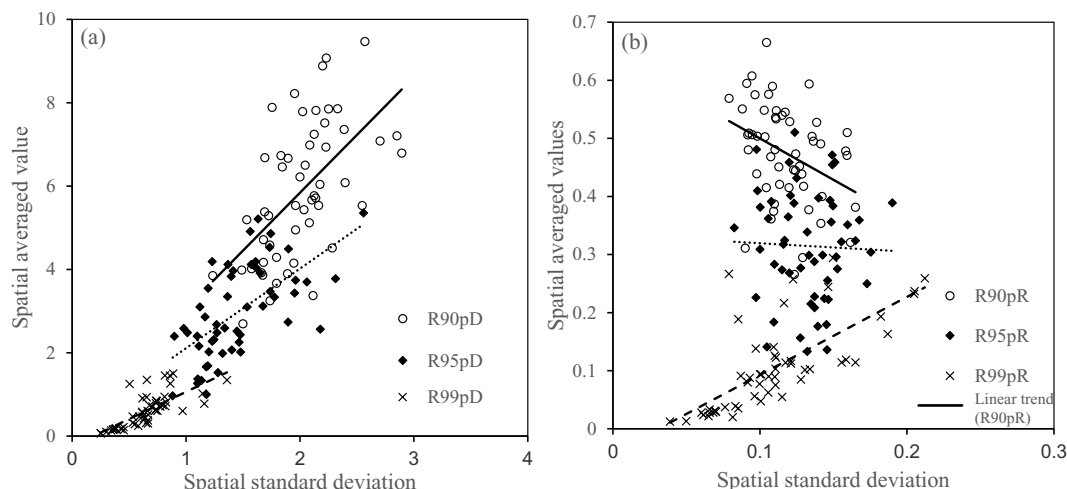 (a)
Spatial averaged value
10
8
6
4
2
0
0 1 2 3 4
Spatial standard deviation
R90pD
R95pD
R99pD
(b)
Spatial averaged values
0.7
0.6
0.5
0.4
0.3
0.2
0.1
0
0 0.1 0.2 0.3
Spatial standard deviation
R90pR
R95pR
R99pR
Linear trend
(R90pR)